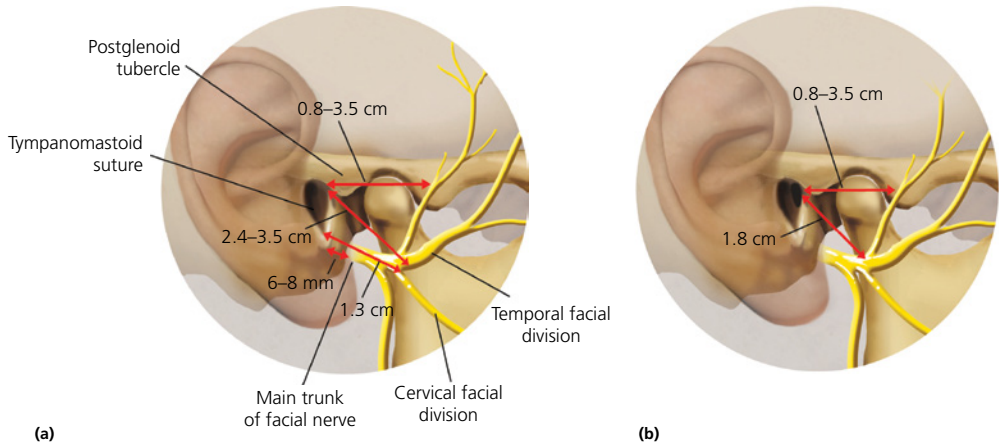 Postglenoid
tubercle
0.8–3.5 cm
Tympanomastoid
suture
2.4–3.5 cm
6–8 mm
1.3 cm
Temporal facial
division
Main trunk
of facial nerve
Cervical facial
division
(a)
0.8–3.5 cm
1.8 cm
(b)